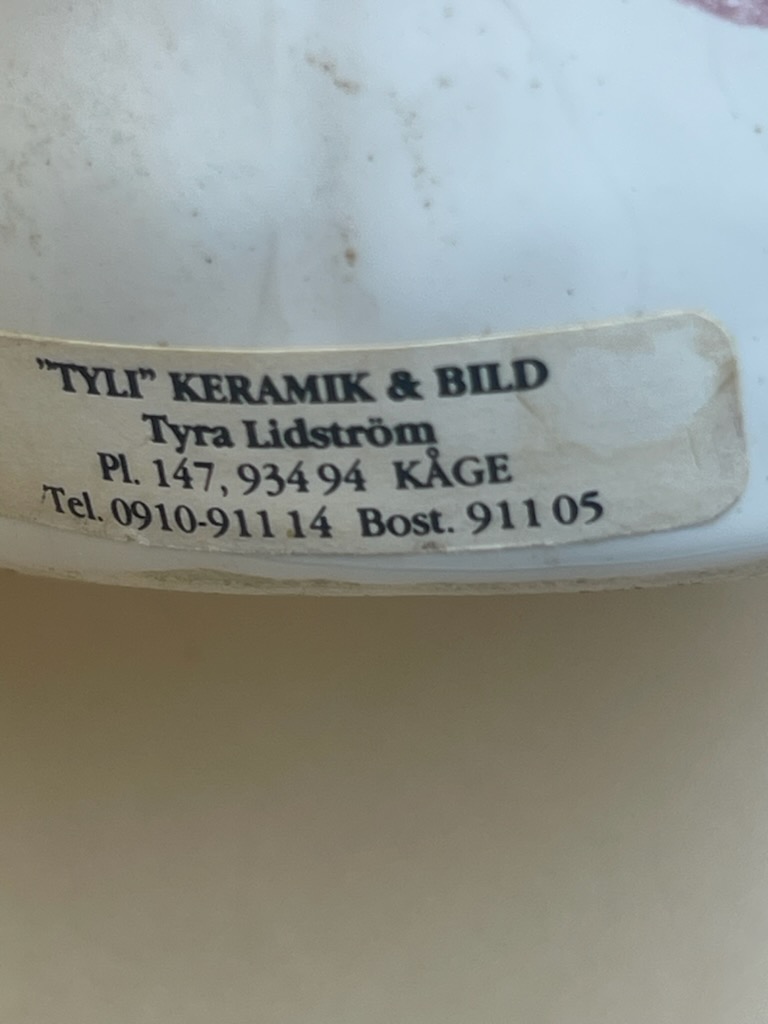 ”TYLI” KERAMIK & BILD
Tyra Lidström
Pl. 147, 934 94 KÅGE
Tel. 0910-911 14 Bost. 911 05